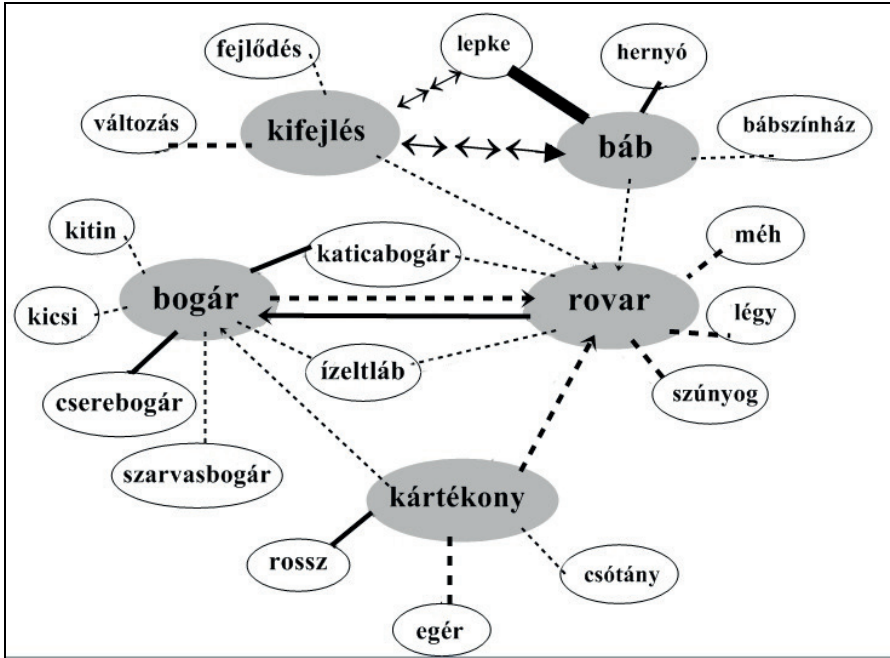 fejlődés
lepke
hernyó
változás
kifejlés
báb
bábszínház
kitin
katicabogár
méh
bogár
rovar
kicsi
légy
ízeltláb
cserebogár
szúnyog
szarvasbogár
kártékony
rossz
csótány
egér